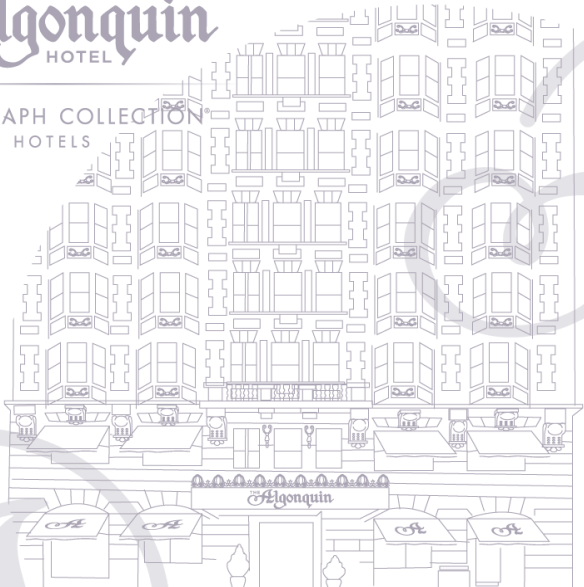 lgonquin
HOTEL
APH COLLECTION®
HOTELS
THE Algonquin
A
A
A
A